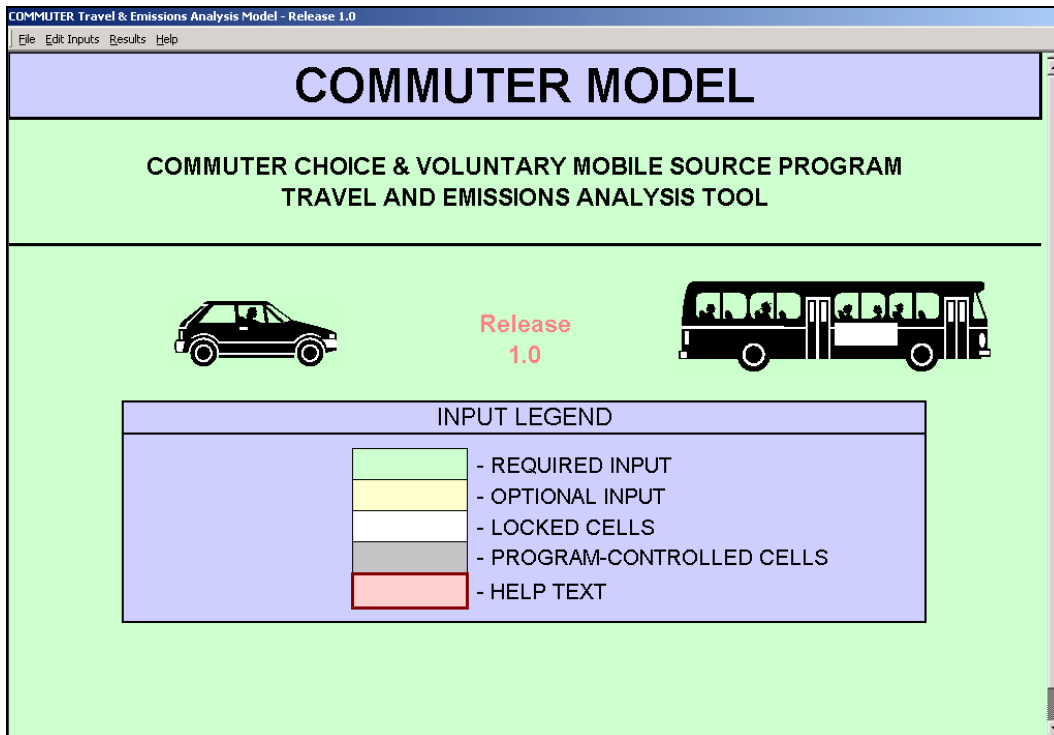 COMMUTER Travel & Emissions Analysis Model - Release 1.0
File Edit Inputs Results Help
COMMUTER MODEL
COMMUTER CHOICE & VOLUNTARY MOBILE SOURCE PROGRAM
TRAVEL AND EMISSIONS ANALYSIS TOOL
Release
1.0
INPUT LEGEND
- REQUIRED INPUT
- OPTIONAL INPUT
- LOCKED CELLS
- PROGRAM-CONTROLLED CELLS
- HELP TEXT